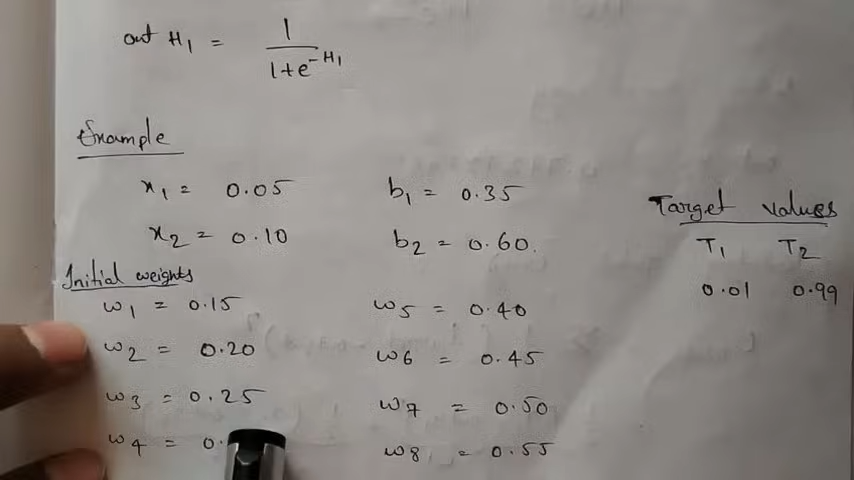 out H1 = 1 / 1+e^-H1
Example
x1 = 0.05
x2 = 0.10
b1 = 0.35
b2 = 0.60.
Target values
T1 T2
0.01 0.99
Initial weights
w1 = 0.15
w2 = 0.20
w3 = 0.25
w4 = 0.
w5 = 0.40
w6 = 0.45
w7 = 0.50
w8 = 0.55